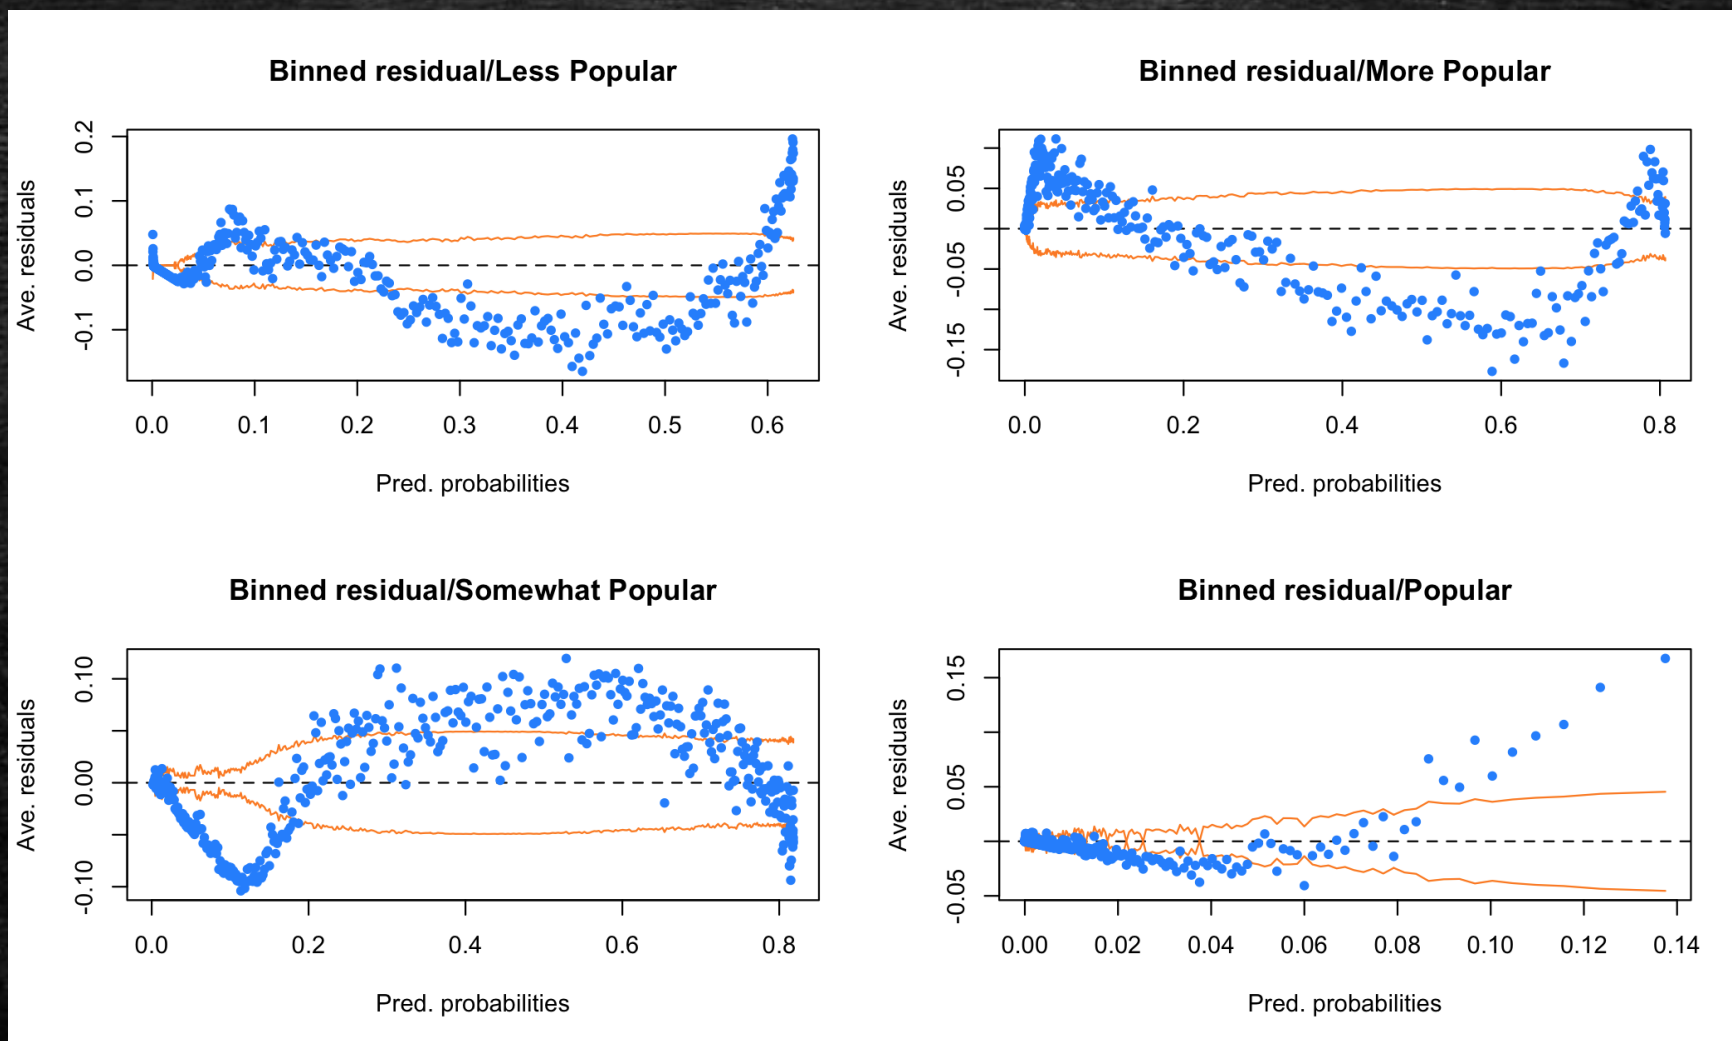 Binned residual/Less Popular
Ave. residuals
0.2
0.1
0.0
-0.1
0.0 0.1 0.2 0.3 0.4 0.5 0.6
Pred. probabilities
Binned residual/More Popular
Ave. residuals
0.05
-0.05
-0.15
0.0 0.2 0.4 0.6 0.8
Pred. probabilities
Binned residual/Somewhat Popular
Ave. residuals
0.10
0.00
-0.10
0.0 0.2 0.4 0.6 0.8
Pred. probabilities
Binned residual/Popular
Ave. residuals
0.15
0.05
-0.05
0.00 0.02 0.04 0.06 0.08 0.10 0.12 0.14
Pred. probabilities